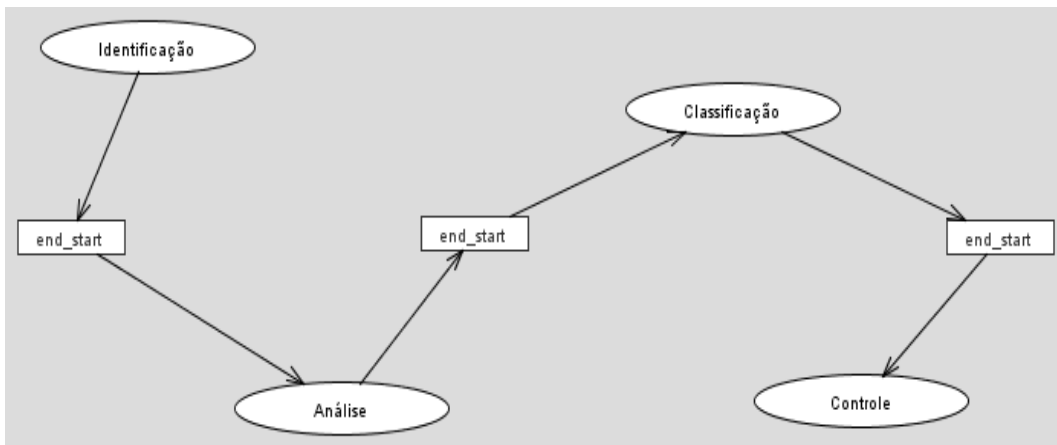 Identificação
Classificação
end_start
end_start
end_start
Análise
Controle